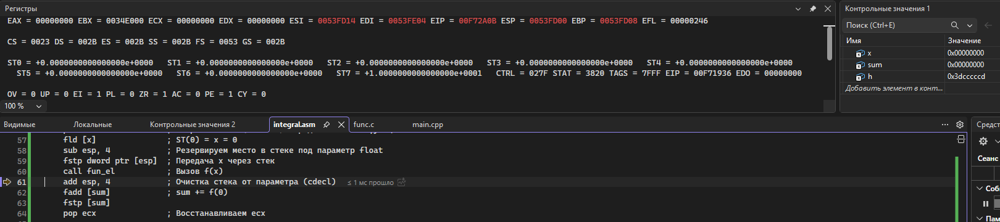 Регистры
EAX = 00000000 EBX = 0034E000 ECX = 00000000 EDX = 00000000 ESI = 0053FD14 EDI = 0053FE04 EIP = 00F72A0B ESP = 0053FD00 EBP = 0053FD08 EFL = 00000246
CS = 0023 DS = 002B ES = 002B SS = 002B FS = 0053 GS = 002B
ST0 = +0.0000000000000000e+0000 ST1 = +0.0000000000000000e+0000 ST2 = +0.0000000000000000e+0000 ST3 = +0.0000000000000000e+0000 ST4 = +0.0000000000000000e+0000
ST5 = +0.0000000000000000e+0000 ST6 = +0.0000000000000000e+0000 ST7 = +1.0000000000000000e+0001 CTRL = 027F STAT = 3820 TAGS = 7FFF EIP = 00F71936 EDO = 00000000
OV = 0 UP = 0 EI = 1 PL = 0 ZR = 1 AC = 0 PE = 1 CY = 0
100 %
Контрольные значения 1
Поиск (Ctrl+E)
Имя Значение
x 0x00000000
sum 0x00000000
h 0x3dcccccd
Добавить элемент в конт...
Видимые Локальные Контрольные значения 2 integral.asm func.c main.cpp
57 fld [x] ; ST(0) = x = 0
58 sub esp, 4 ; Резервируем место в стеке под параметр float
59 fstp dword ptr [esp] ; Передача x через стек
60 call fun_el ; Вызов f(x)
61 add esp, 4 ; Очистка стека от параметра (cdecl) ≤ 1 мс прошло
62 fadd [sum] ; sum += f(0)
63 fstp [sum]
64 pop ecx ; Восстанавливаем ecx
Средст
Сеанс
Собы
Пам